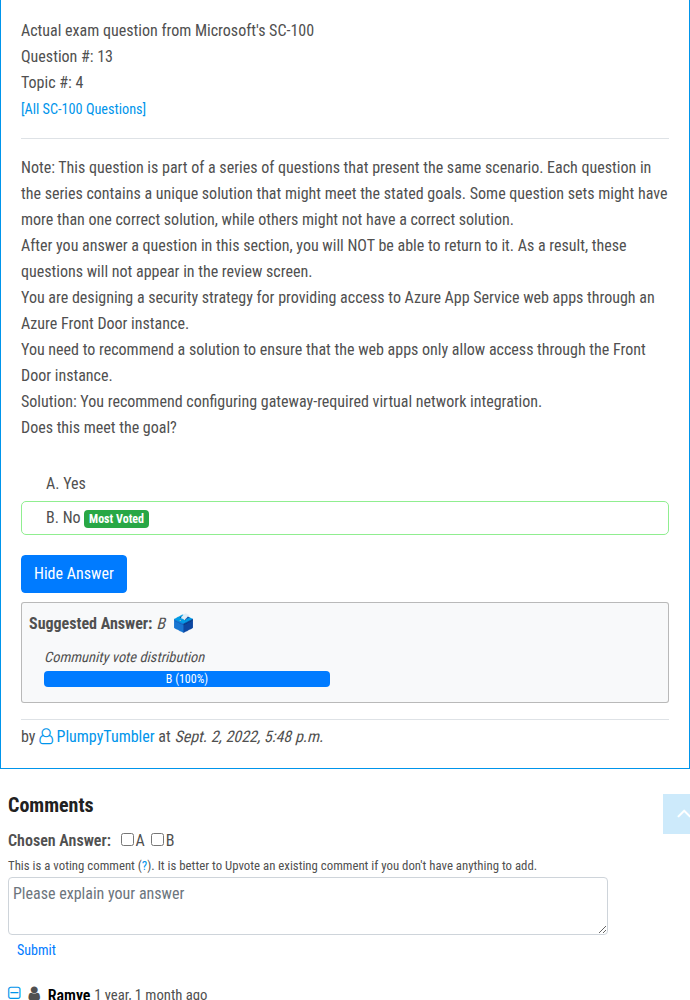 Actual exam question from Microsoft's SC-100
Question #: 13
Topic #: 4
[All SC-100 Questions]
Note: This question is part of a series of questions that present the same scenario. Each question in
the series contains a unique solution that might meet the stated goals. Some question sets might have
more than one correct solution, while others might not have a correct solution.
After you answer a question in this section, you will NOT be able to return to it. As a result, these
questions will not appear in the review screen.
You are designing a security strategy for providing access to Azure App Service web apps through an
Azure Front Door instance.
You need to recommend a solution to ensure that the web apps only allow access through the Front
Door instance.
Solution: You recommend configuring gateway-required virtual network integration.
Does this meet the goal?
A. Yes
B. No Most Voted
Hide Answer
Suggested Answer: B
Community vote distribution
B (100%)
by PlumpyTumbler at Sept. 2, 2022, 5:48 p.m.
Comments
Chosen Answer: A B
This is a voting comment (?). It is better to Upvote an existing comment if you don't have anything to add.
Please explain your answer
Submit
Ramye 1 year, 1 month ago